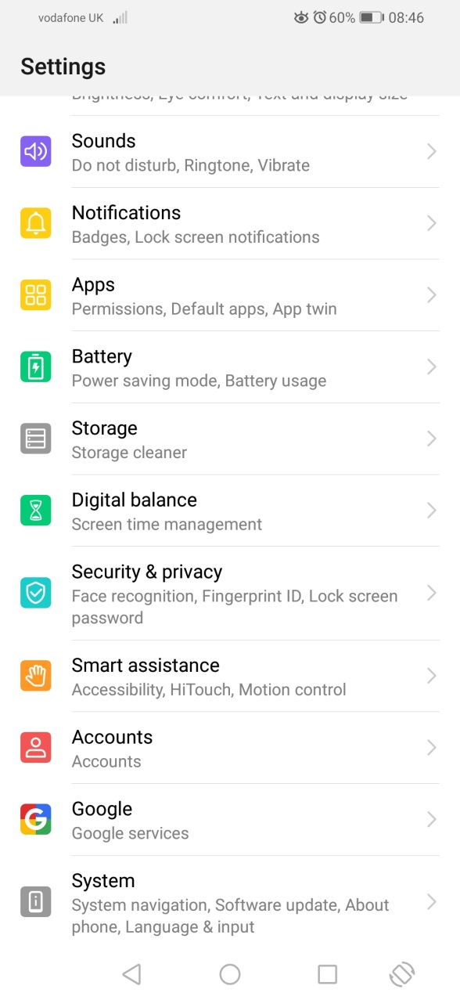 vodafone UK 60% 08:46
Settings
Brightness, Eye comfort, Text and display size
Sounds
Do not disturb, Ringtone, Vibrate
Notifications
Badges, Lock screen notifications
Apps
Permissions, Default apps, App twin
Battery
Power saving mode, Battery usage
Storage
Storage cleaner
Digital balance
Screen time management
Security & privacy
Face recognition, Fingerprint ID, Lock screen
password
Smart assistance
Accessibility, HiTouch, Motion control
Accounts
Accounts
Google
Google services
System
System navigation, Software update, About
phone, Language & input